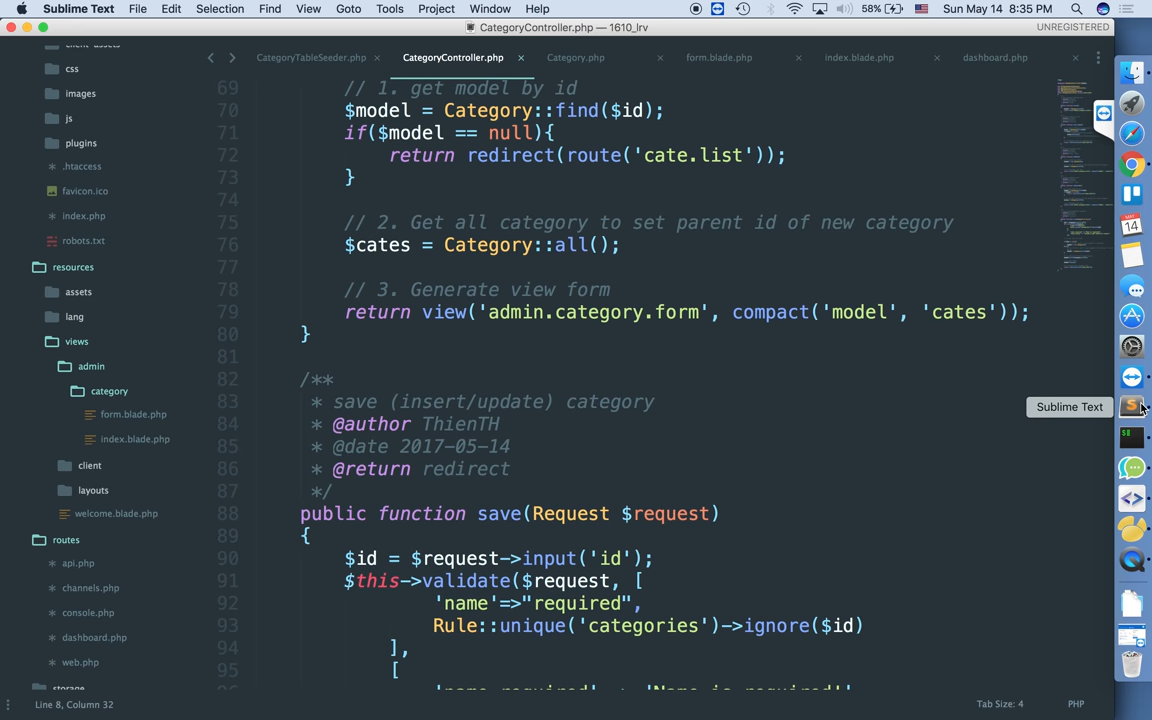 Sublime Text File Edit Selection Find View Goto Tools Project Window Help 58% Sun May 14 8:35 PM
CategoryController.php — 1610_lrv UNREGISTERED
CategoryTableSeeder.php × CategoryController.php × Category.php × form.blade.php × index.blade.php × dashboard.php ×
css
images
js
plugins
.htaccess
favicon.ico
index.php
robots.txt
resources
assets
lang
views
admin
category
form.blade.php
index.blade.php
client
layouts
welcome.blade.php
routes
api.php
channels.php
console.php
dashboard.php
web.php
storage
69 // 1. get model by id
70 $model = Category::find($id);
71 if($model == null){
72 return redirect(route('cate.list'));
73 }
74
75 // 2. Get all category to set parent id of new category
76 $cates = Category::all();
77
78 // 3. Generate view form
79 return view('admin.category.form', compact('model', 'cates'));
80 }
81
82 /**
83 * save (insert/update) category
84 * @author ThienTH
85 * @date 2017-05-14
86 * @return redirect
87 */
88 public function save(Request $request)
89 {
90 $id = $request->input('id');
91 $this->validate($request, [
92 'name'=>"required",
93 Rule::unique('categories')->ignore($id)
94 ],
95 [
96 'name.required' => 'Name is required!'
MAY
14
Sublime Text
Line 8, Column 32 Tab Size: 4 PHP